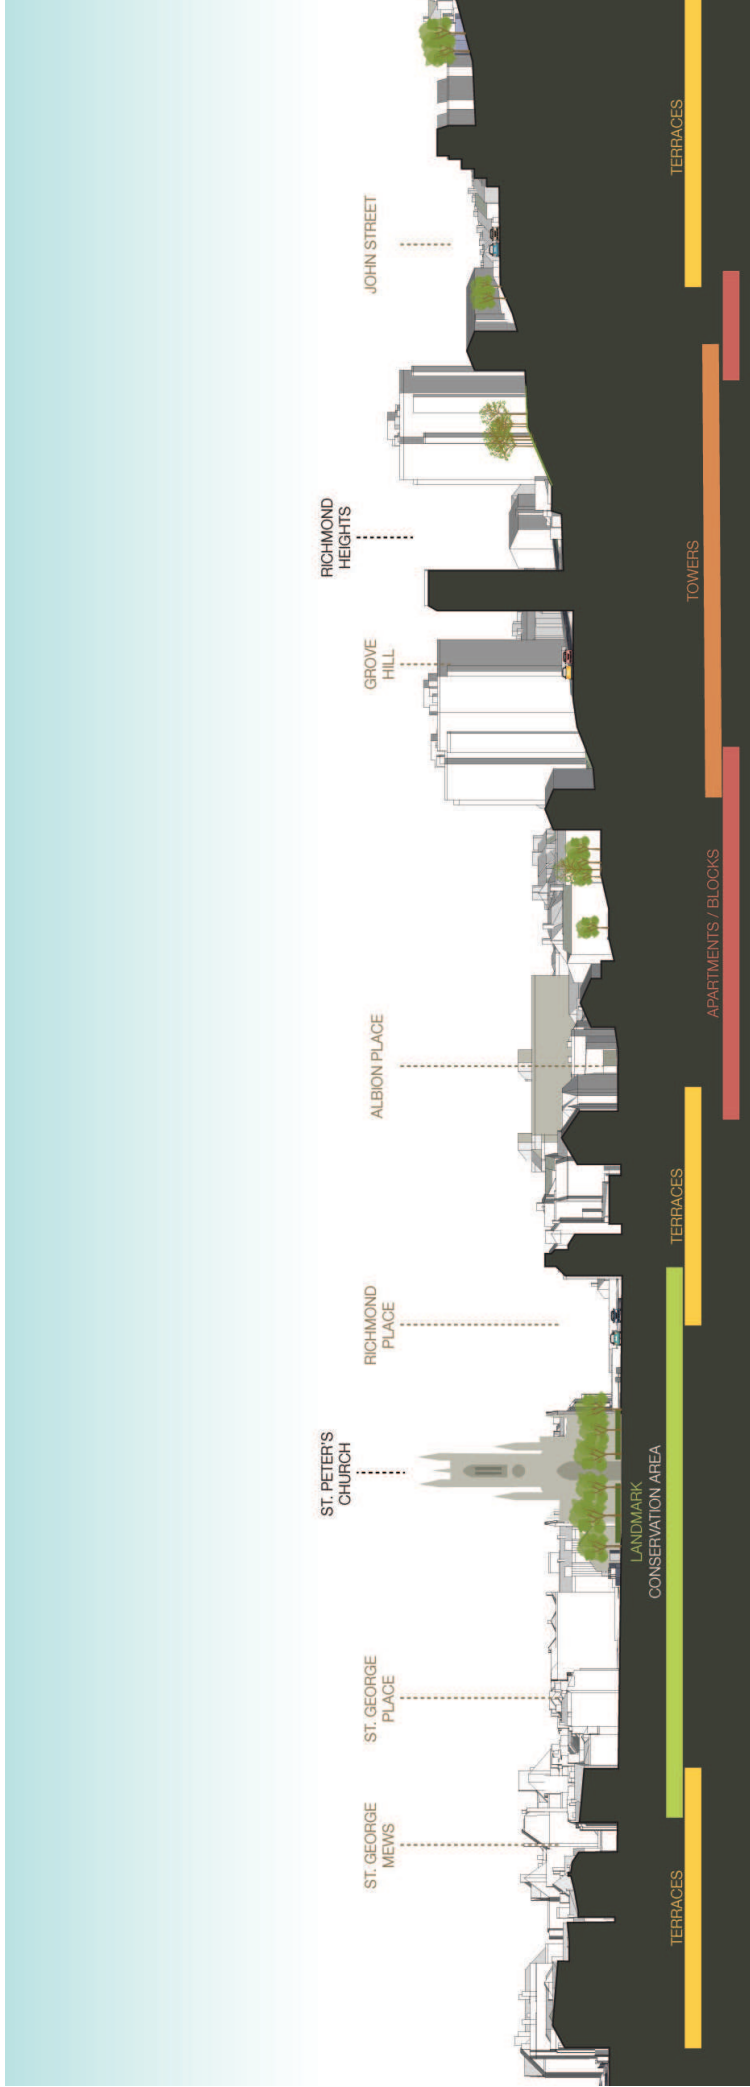 ST. GEORGE
MEWS
ST. GEORGE
PLACE
ST. PETER'S
CHURCH
RICHMOND
PLACE
ALBION PLACE
GROVE
HILL
RICHMOND
HEIGHTS
JOHN STREET
LANDMARK
CONSERVATION AREA
TERRACES
TERRACES
APARTMENTS / BLOCKS
TOWERS
TERRACES